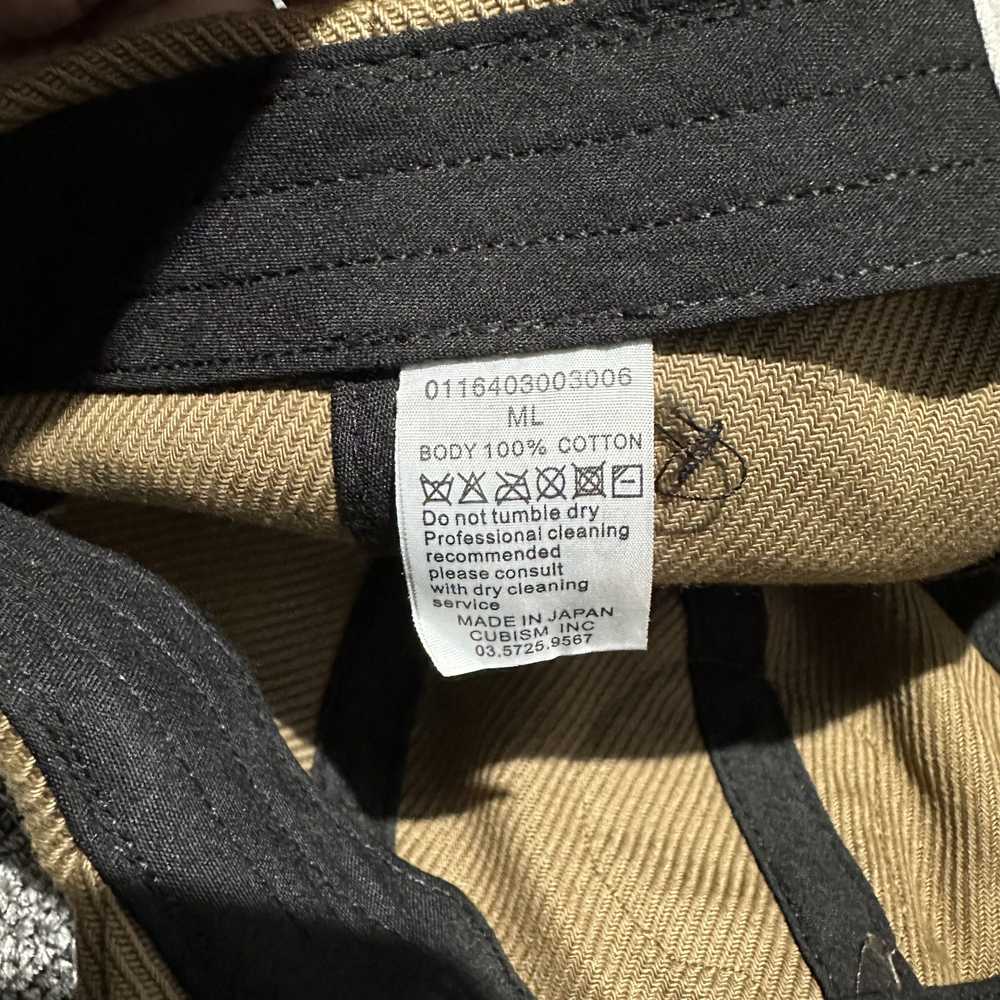 0116403003006
ML
BODY 100% COTTON
Do not tumble dry
Professional cleaning
recommended
please consult
with dry cleaning
service
MADE IN JAPAN
CUBISM, INC
03.5725.9567